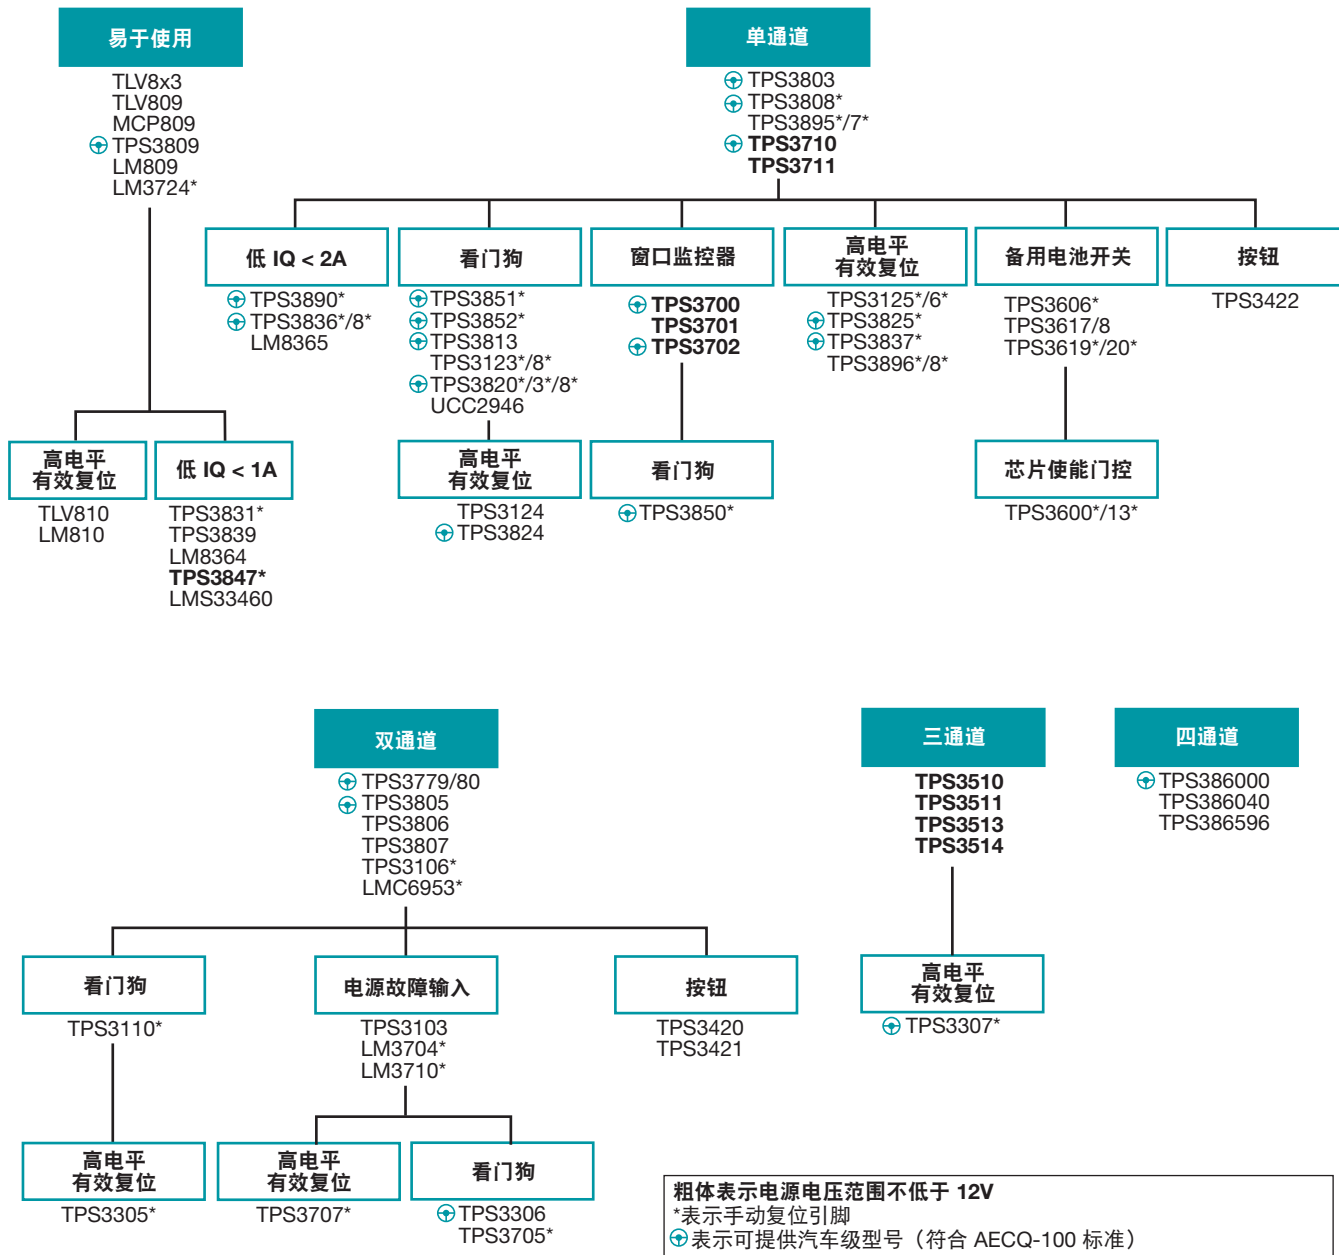 易于使用
TLV8x3
TLV809
MCP809
TPS3809
LM809
LM3724*
高电平
有效复位
TLV810
LM810
低 IQ < 1A
TPS3831*
TPS3839
LM8364
TPS3847*
LMS33460
单通道
TPS3803
TPS3808*
TPS3895*/7*
TPS3710
TPS3711
低 IQ < 2A
TPS3890*
TPS3836*/8*
LM8365
看门狗
TPS3851*
TPS3852*
TPS3813
TPS3123*/8*
TPS3820*/3*/8*
UCC2946
高电平
有效复位
TPS3124
TPS3824
窗口监控器
TPS3700
TPS3701
TPS3702
看门狗
TPS3850*
高电平
有效复位
TPS3125*/6*
TPS3825*
TPS3837*
TPS3896*/8*
备用电池开关
TPS3606*
TPS3617/8
TPS3619*/20*
芯片使能门控
TPS3600*/13*
按钮
TPS3422
双通道
TPS3779/80
TPS3805
TPS3806
TPS3807
TPS3106*
LMC6953*
看门狗
TPS3110*
高电平
有效复位
TPS3305*
电源故障输入
TPS3103
LM3704*
LM3710*
高电平
有效复位
TPS3707*
看门狗
TPS3306
TPS3705*
按钮
TPS3420
TPS3421
三通道
TPS3510
TPS3511
TPS3513
TPS3514
高电平
有效复位
TPS3307*
四通道
TPS386000
TPS386040
TPS386596
粗体表示电源电压范围不低于 12V
*表示手动复位引脚
表示可提供汽车级型号（符合 AECQ-100 标准）